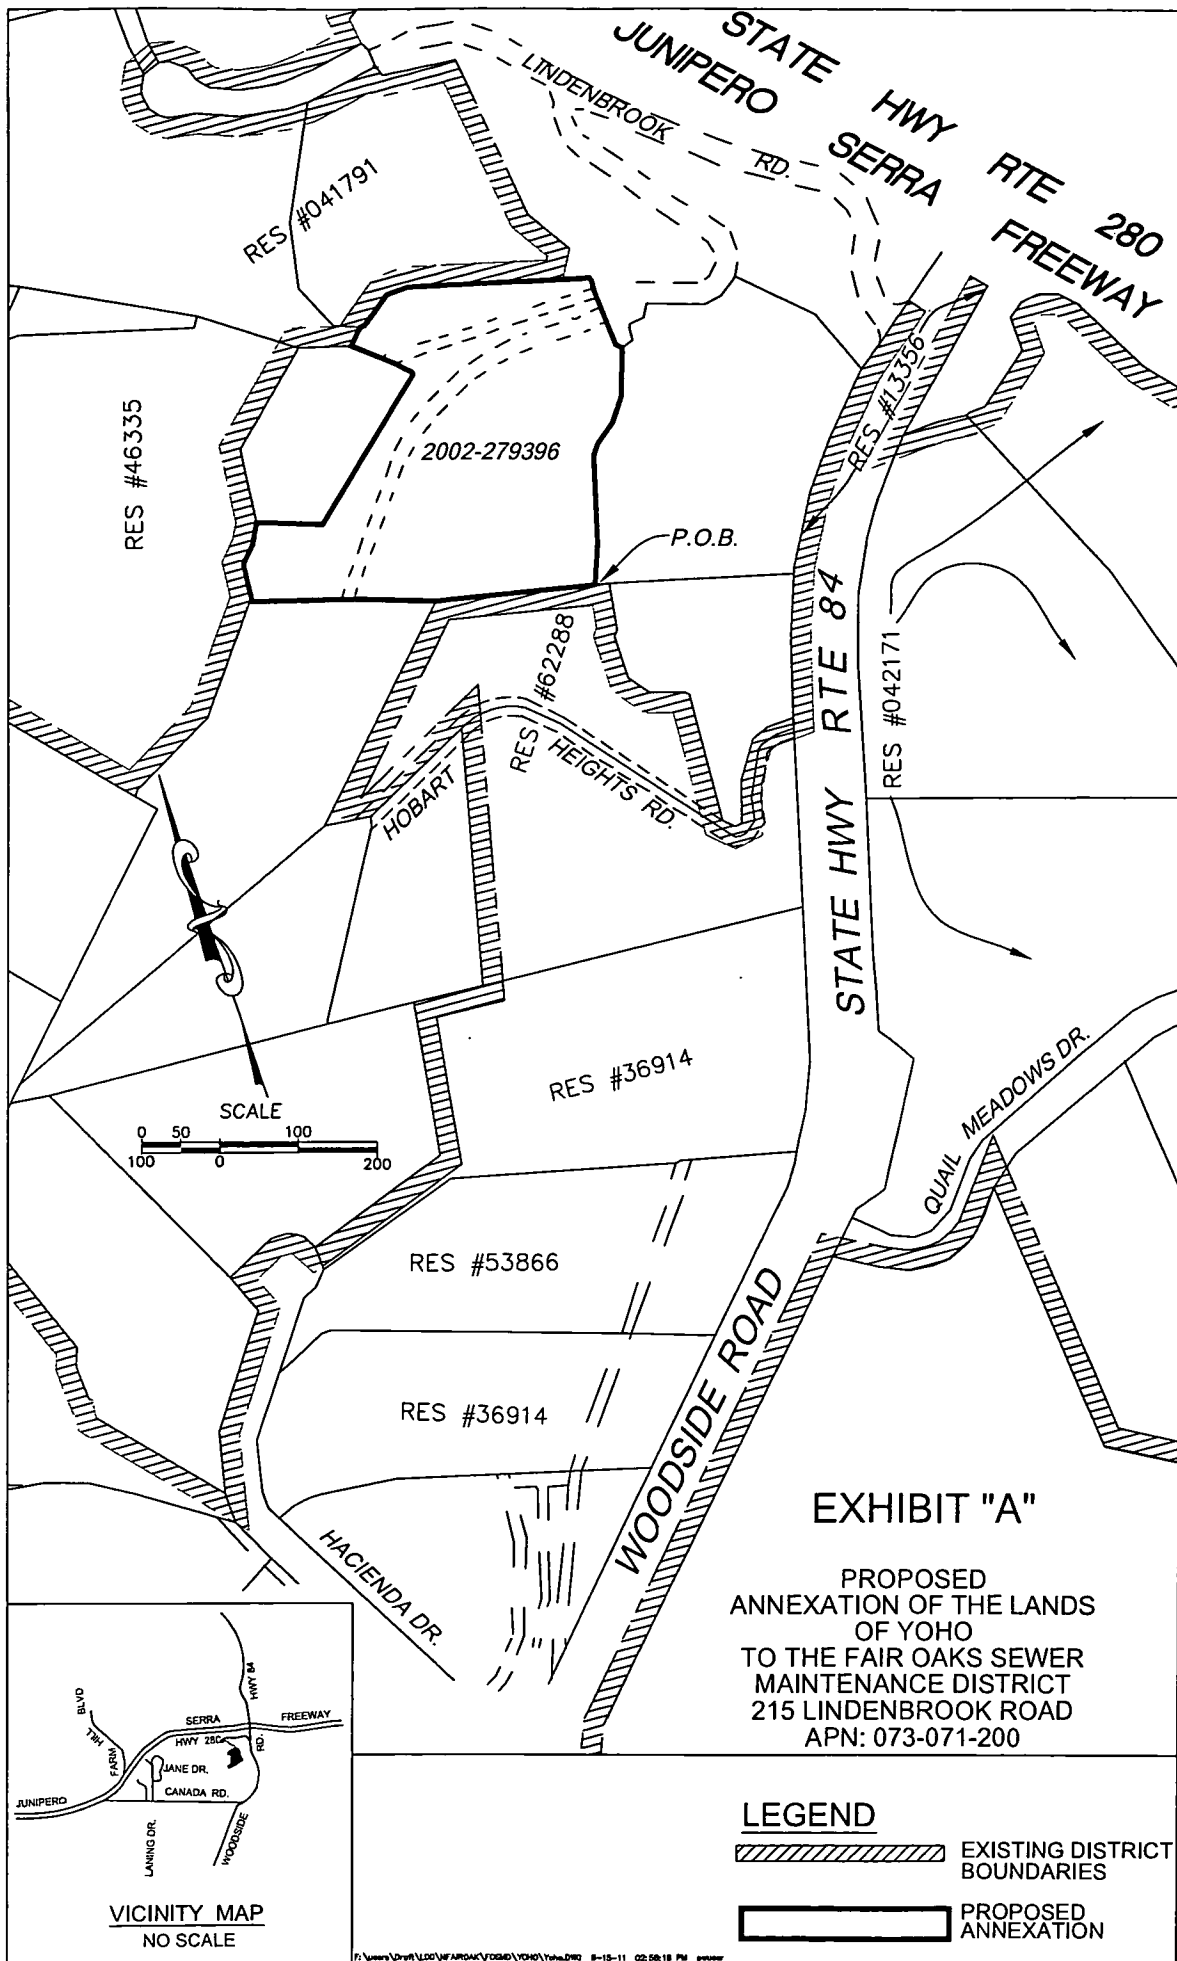 STATE HWY RTE 280
JUNIPERO SERRA FREEWAY
LINDENBROOK RD.
RES #041791
RES #13356
RES #46335
2002-279396
P.O.B.
STATE HWY RTE 84
RES #042171
RES #62288
HOBART HEIGHTS RD.
RES #36914
QUAIL MEADOWS DR.
SCALE
0 50 100
100 0 200
RES #53866
WOODSIDE ROAD
RES #36914
HACIENDA DR.
EXHIBIT "A"
PROPOSED
ANNEXATION OF THE LANDS
OF YOHO
TO THE FAIR OAKS SEWER
MAINTENANCE DISTRICT
215 LINDENBROOK ROAD
APN: 073-071-200
HWY 84
FARM HILL BLVD
JUNIPERO SERRA FREEWAY
HWY 280
JANE DR.
CANADA RD.
LANING DR.
WOODSIDE RD.
VICINITY MAP
NO SCALE
LEGEND
EXISTING DISTRICT
BOUNDARIES
PROPOSED
ANNEXATION